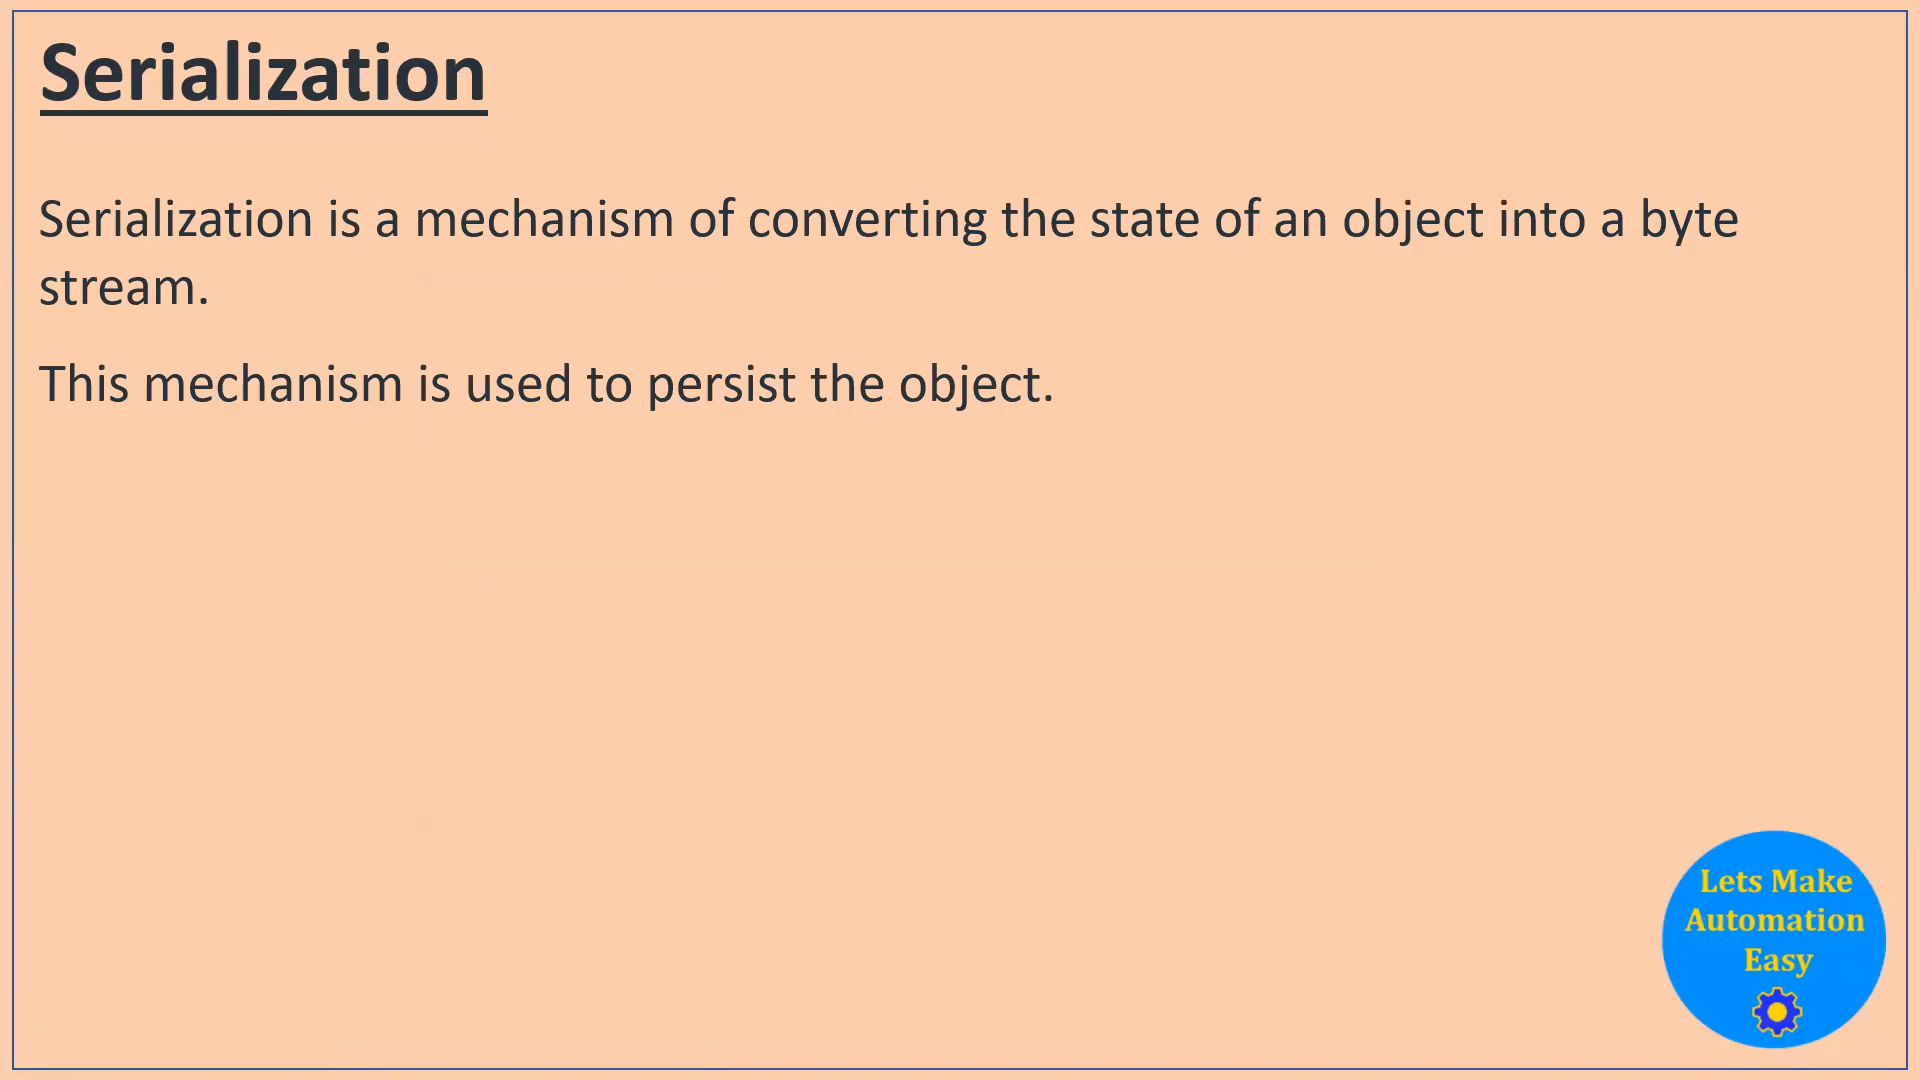 Serialization
Serialization is a mechanism of converting the state of an object into a byte
stream.
This mechanism is used to persist the object.
Lets Make
Automation
Easy